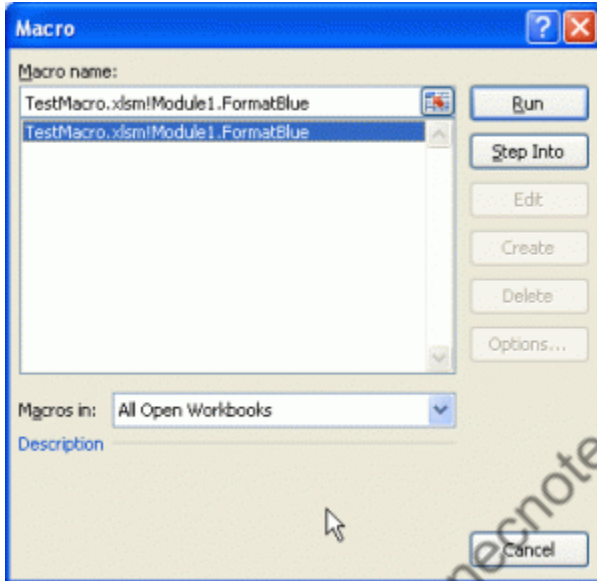 Macro
Macro name:
TestMacro.xlsm!Module1.FormatBlue
Run
TestMacro.xlsm!Module1.FormatBlue
Step Into
Edit
Create
Delete
Options...
Macros in: All Open Workbooks
Description
Cancel